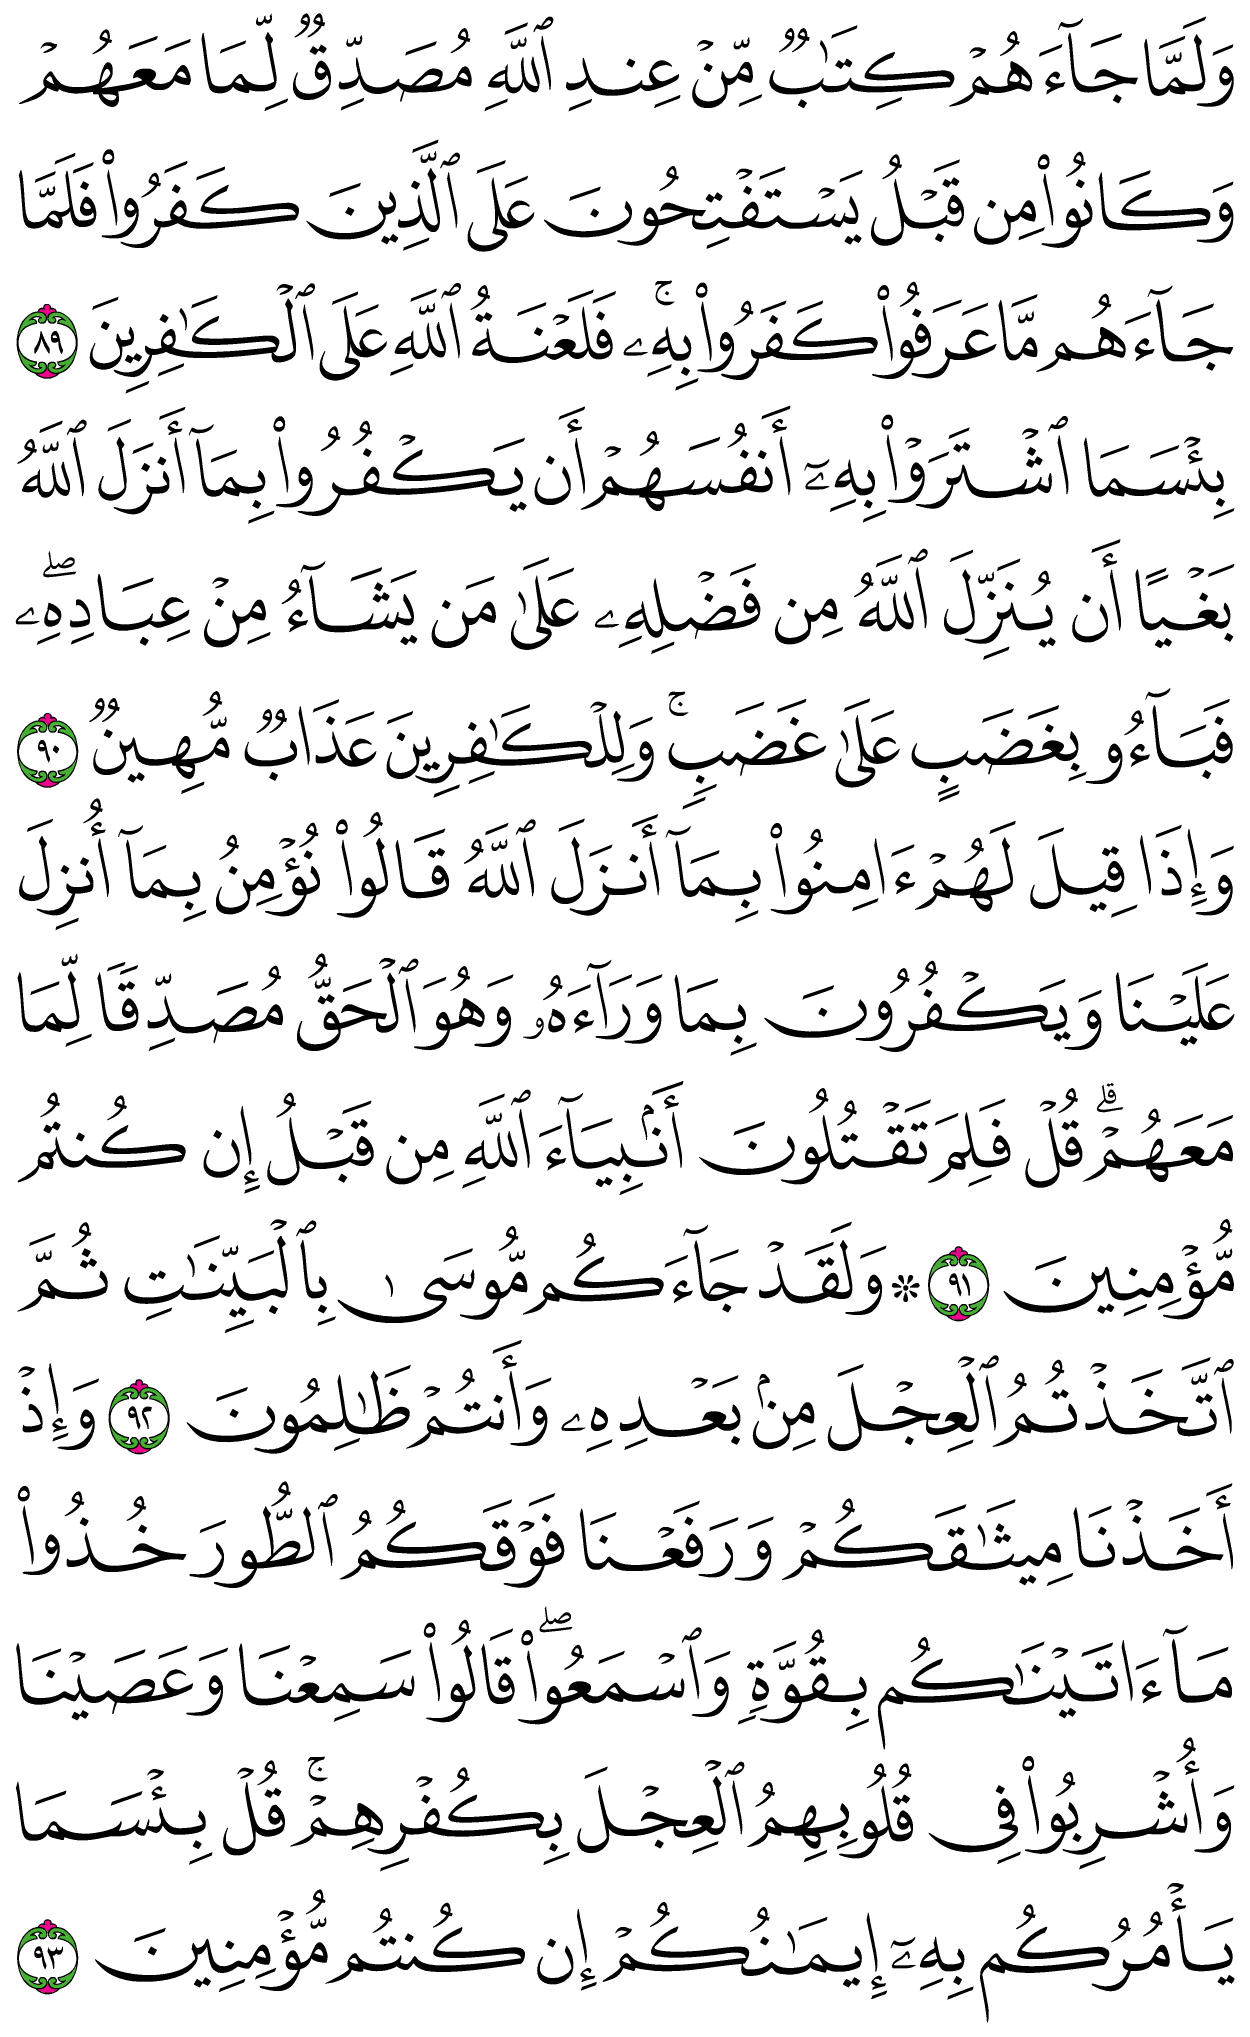 وَلَمَّا جَآءَهُمۡ كِتَٰبٞ مِّنۡ عِندِ ٱللَّهِ مُصَدِّقٞ لِّمَا مَعَهُمۡ
وَكَانُواْ مِن قَبۡلُ يَسۡتَفۡتِحُونَ عَلَى ٱلَّذِينَ كَفَرُواْ فَلَمَّا
جَآءَهُم مَّا عَرَفُواْ كَفَرُواْ بِهِۦۚ فَلَعۡنَةُ ٱللَّهِ عَلَى ٱلۡكَٰفِرِينَ ٨٩
بِئۡسَمَا ٱشۡتَرَوۡاْ بِهِۦٓ أَنفُسَهُمۡ أَن يَكۡفُرُواْ بِمَآ أَنزَلَ ٱللَّهُ
بَغۡيًا أَن يُنَزِّلَ ٱللَّهُ مِن فَضۡلِهِۦ عَلَىٰ مَن يَشَآءُ مِنۡ عِبَادِهِۦۖ
فَبَآءُو بِغَضَبٍ عَلَىٰ غَضَبٖۚ وَلِلۡكَٰفِرِينَ عَذَابٞ مُّهِينٞ ٩٠
وَإِذَا قِيلَ لَهُمۡ ءَامِنُواْ بِمَآ أَنزَلَ ٱللَّهُ قَالُواْ نُؤۡمِنُ بِمَآ أُنزِلَ
عَلَيۡنَا وَيَكۡفُرُونَ بِمَا وَرَآءَهُۥ وَهُوَ ٱلۡحَقُّ مُصَدِّقٗا لِّمَا
مَعَهُمۡۗ قُلۡ فَلِمَ تَقۡتُلُونَ أَنۢبِيَآءَ ٱللَّهِ مِن قَبۡلُ إِن كُنتُم
مُّؤۡمِنِينَ ٩١ ۞ وَلَقَدۡ جَآءَكُم مُّوسَىٰ بِٱلۡبَيِّنَٰتِ ثُمَّ
ٱتَّخَذۡتُمُ ٱلۡعِجۡلَ مِنۢ بَعۡدِهِۦ وَأَنتُمۡ ظَٰلِمُونَ ٩٢ وَإِذۡ
أَخَذۡنَا مِيثَٰقَكُمۡ وَرَفَعۡنَا فَوۡقَكُمُ ٱلطُّورَ خُذُواْ
مَآ ءَاتَيۡنَٰكُم بِقُوَّةٖ وَٱسۡمَعُواْۖ قَالُواْ سَمِعۡنَا وَعَصَيۡنَا
وَأُشۡرِبُواْ فِي قُلُوبِهِمُ ٱلۡعِجۡلَ بِكُفۡرِهِمۡۚ قُلۡ بِئۡسَمَا
يَأۡمُرُكُم بِهِۦٓ إِيمَٰنُكُمۡ إِن كُنتُم مُّؤۡمِنِينَ ٩٣